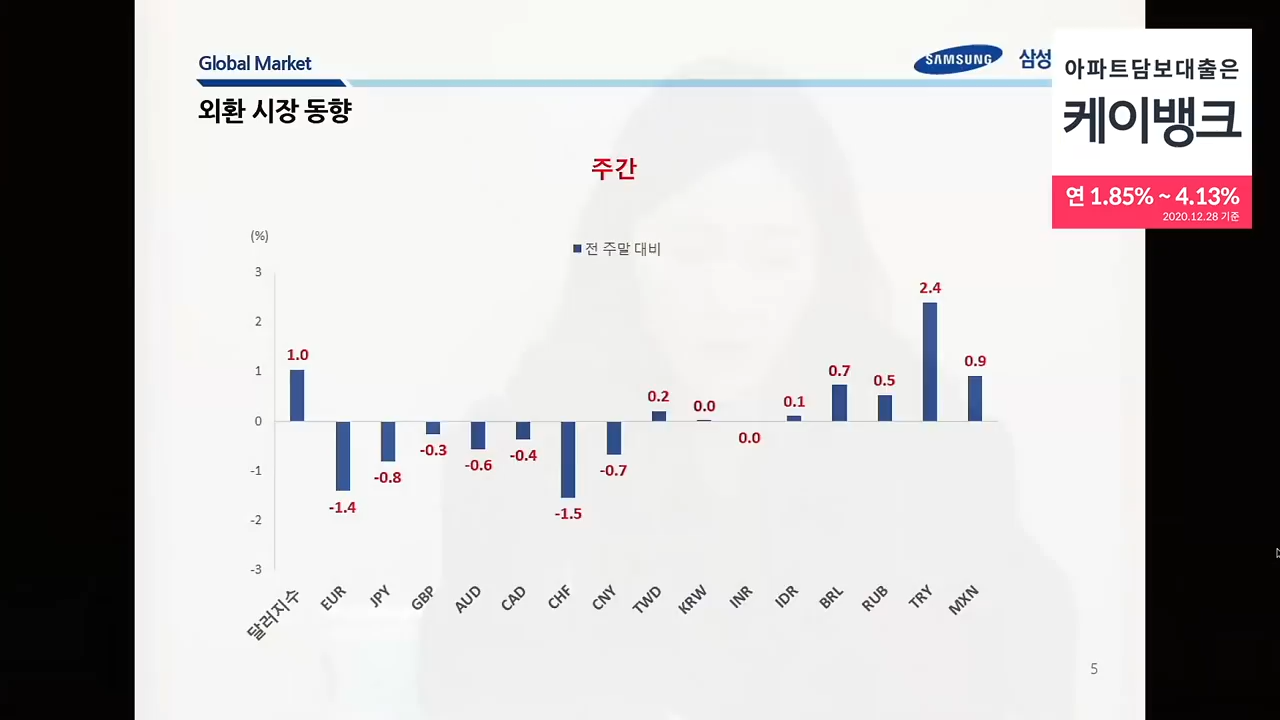 Global Market
SAMSUNG 삼성
외환 시장 동향
아파트담보대출은
케이뱅크
연 1.85% ~ 4.13%
2020.12.28 기준
주간
(%)
전 주말 대비
3
2
1
0
-1
-2
-3
1.0
-1.4
-0.8
-0.3
-0.6
-0.4
-1.5
-0.7
0.2
0.0
0.0
0.1
0.7
0.5
2.4
0.9
달러지수
EUR
JPY
GBP
AUD
CAD
CHF
CNY
TWD
KRW
INR
IDR
BRL
RUB
TRY
MXN
5